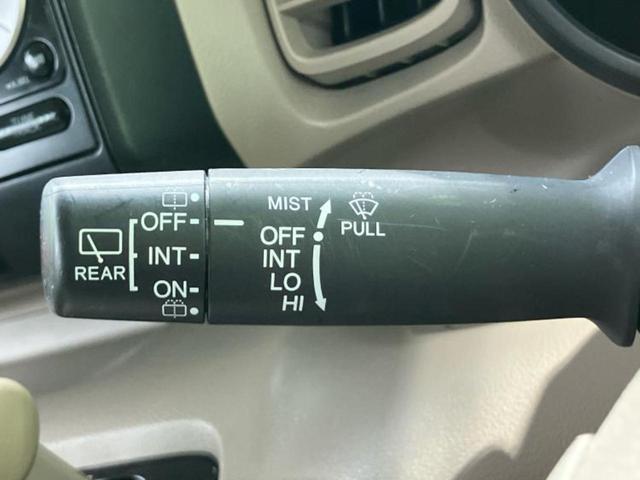 OFF
REAR
INT
ON
MIST
PULL
OFF
INT
LO
HI